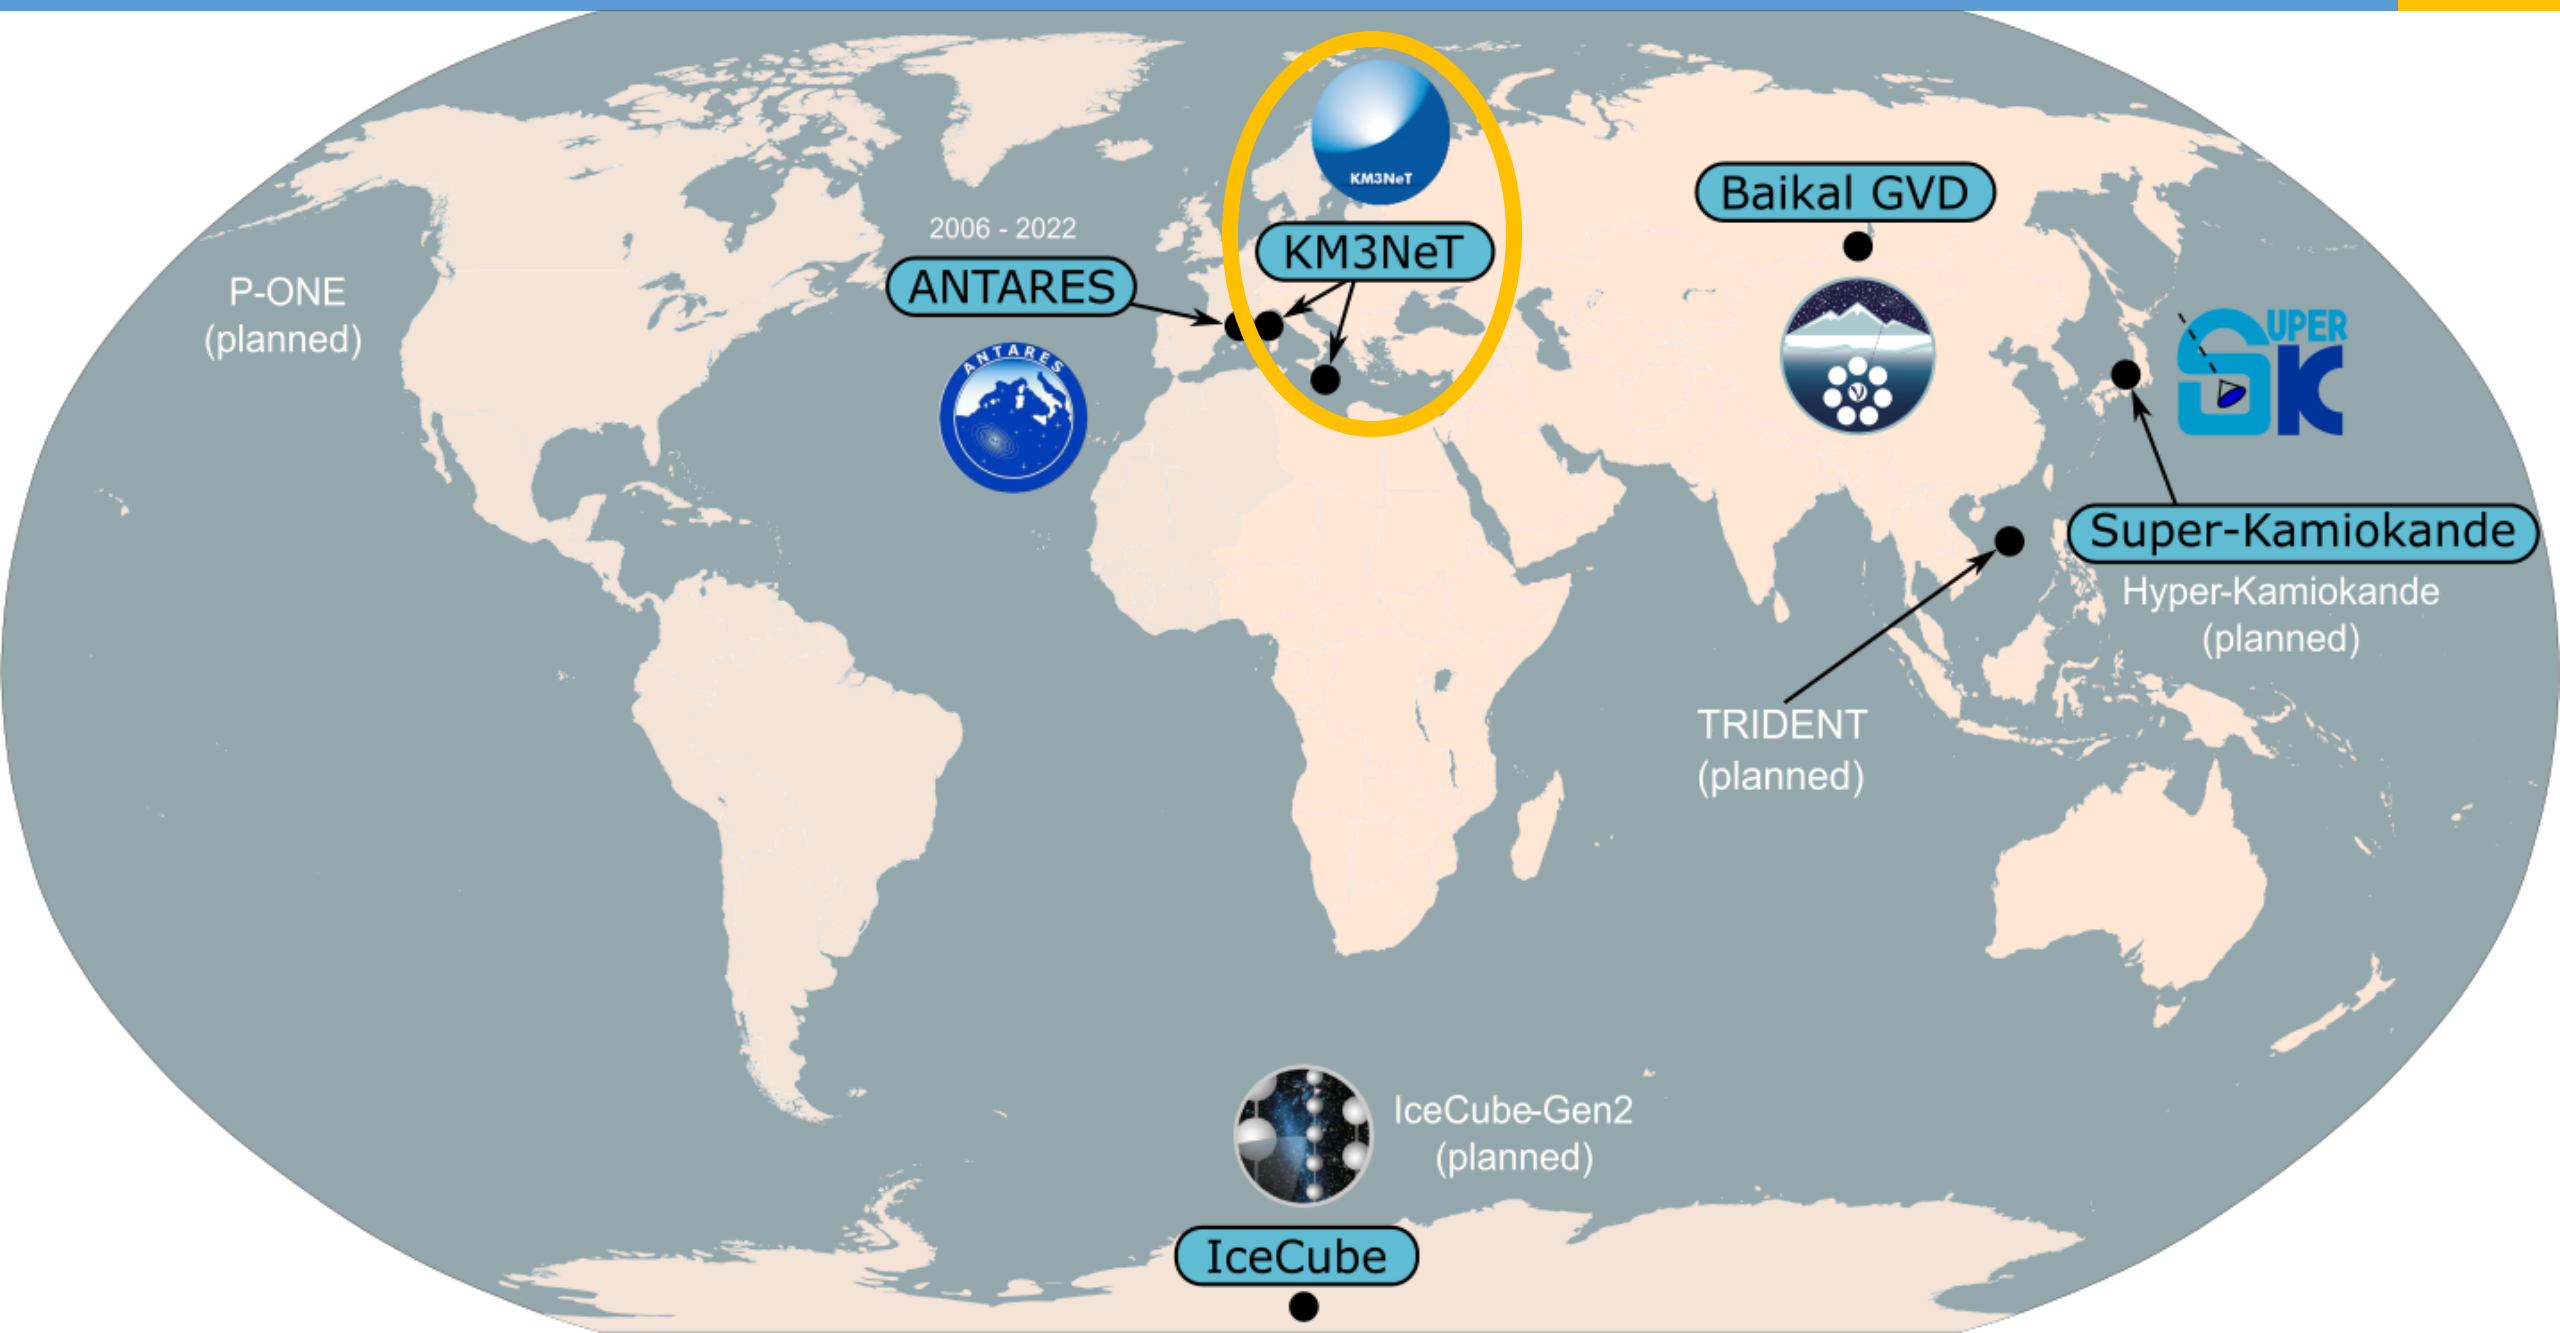 KM3NeT
Baikal GVD
2006 - 2022
KM3NeT
ANTARES
P-ONE
(planned)
ANTARES
SUPER
K
Super-Kamiokande
Hyper-Kamiokande
(planned)
TRIDENT
(planned)
IceCube-Gen2
(planned)
IceCube